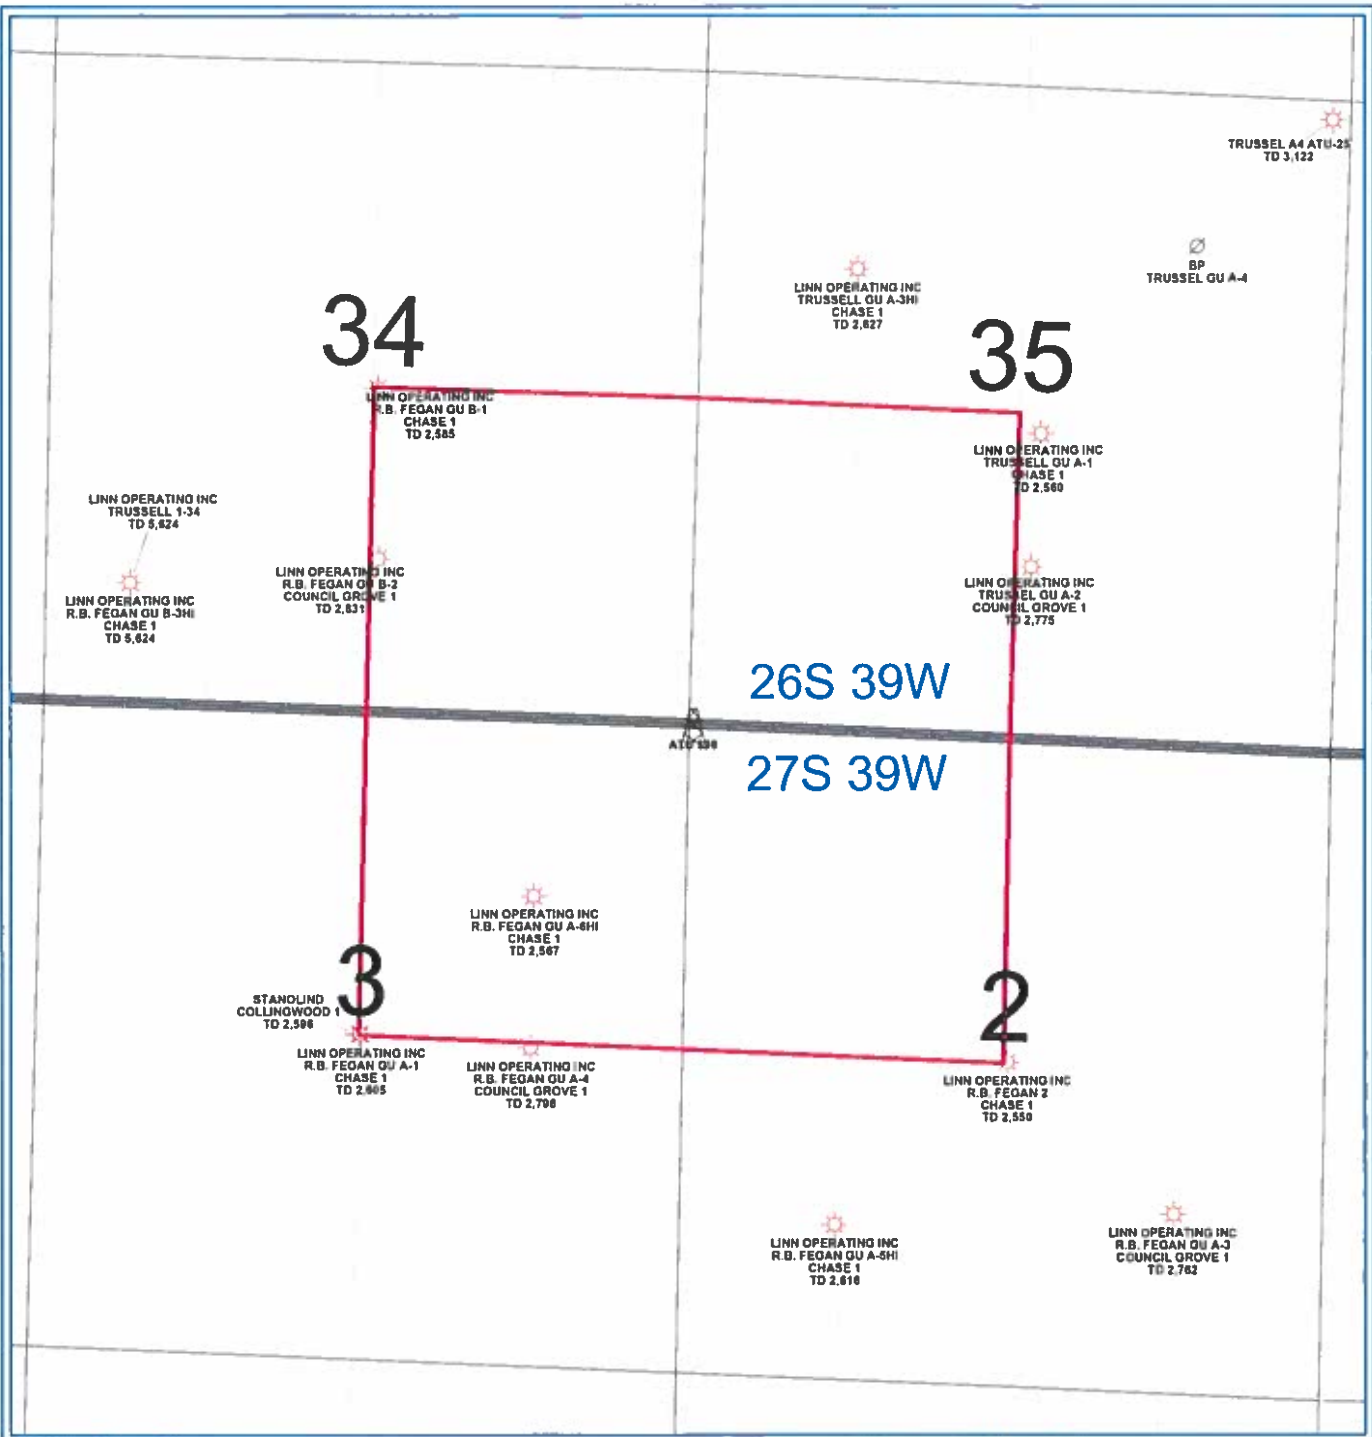 TRUSSEL A4 ATU-25
TD 3,122
BP
TRUSSEL GU A-4
LINN OPERATING INC
TRUSSELL GU A-3HI
CHASE 1
TD 2,627
34
35
LINN OPERATING INC
R.B. FEGAN GU B-1
CHASE 1
TD 2,585
LINN OPERATING INC
TRUSSELL GU A-1
CHASE 1
TD 2,560
LINN OPERATING INC
TRUSSELL 1-34
TD 5,624
LINN OPERATING INC
R.B. FEGAN GU B-3HI
CHASE 1
TD 5,624
LINN OPERATING INC
R.B. FEGAN GU B-2
COUNCIL GROVE 1
TD 2,831
LINN OPERATING INC
TRUSSEL GU A-2
COUNCIL GROVE 1
TD 2,775
26S 39W
ATU
27S 39W
LINN OPERATING INC
R.B. FEGAN GU A-6HI
CHASE 1
TD 2,567
3
2
STANOLIND
COLLINGWOOD 1
TD 2,596
LINN OPERATING INC
R.B. FEGAN GU A-1
CHASE 1
TD 2,605
LINN OPERATING INC
R.B. FEGAN GU A-4
COUNCIL GROVE 1
TD 2,798
LINN OPERATING INC
R.B. FEGAN 2
CHASE 1
TD 2,550
LINN OPERATING INC
R.B. FEGAN GU A-5HI
CHASE 1
TD 2,616
LINN OPERATING INC
R.B. FEGAN GU A-3
COUNCIL GROVE 1
TD 2,762